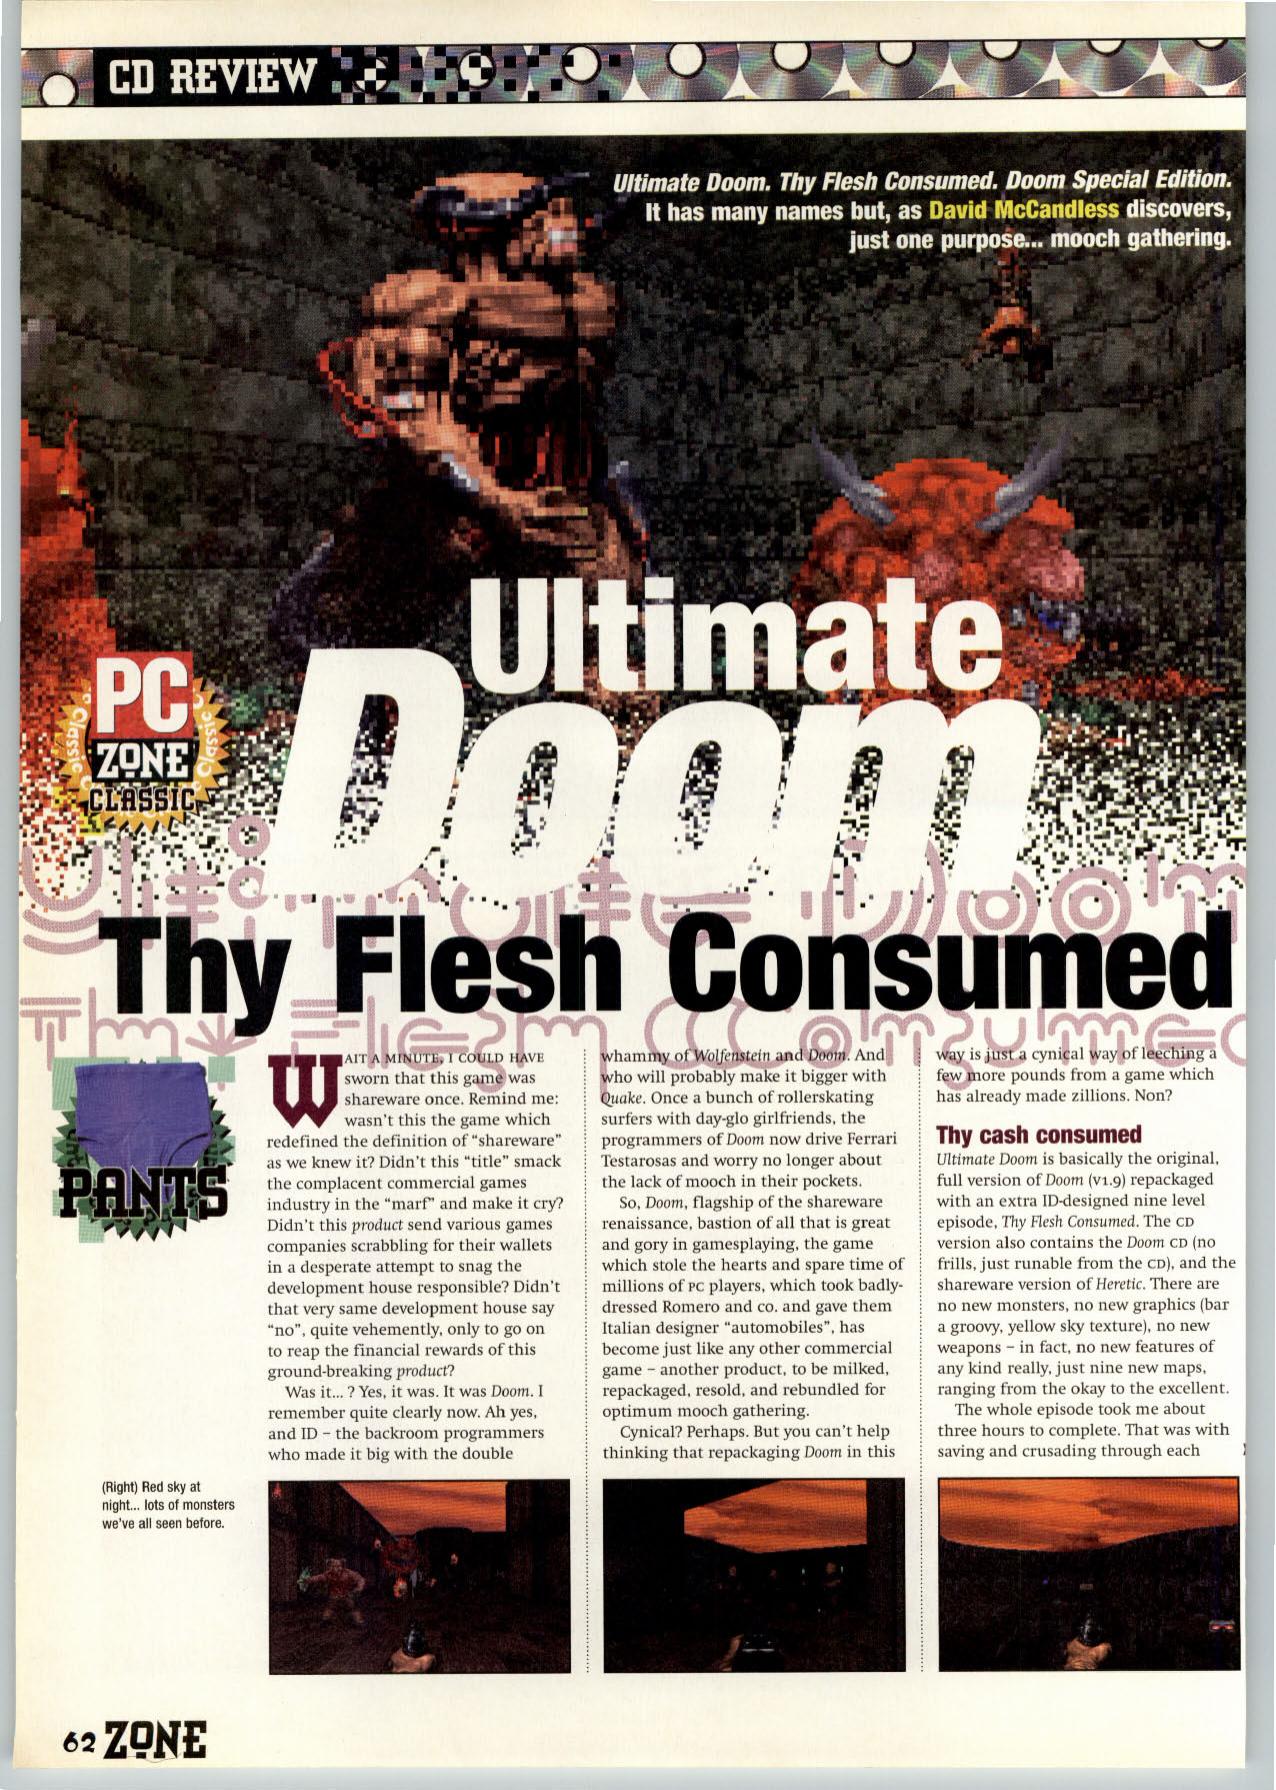 CD REVIEW
Ultimate Doom. Thy Flesh Consumed. Doom Special Edition.
It has many names but, as David McCandless discovers,
just one purpose... mooch gathering.
Ultimate
Doom
PC
ZONE
CLASSIC
Classic
Classic
Thy Flesh Consumed
Ultimate Doom
Thy Flesh Consumed
PANTS
WAIT A MINUTE, I COULD HAVE
sworn that this game was
shareware once. Remind me:
wasn't this the game which
redefined the definition of "shareware"
as we knew it? Didn't this "title" smack
the complacent commercial games
industry in the "marf" and make it cry?
Didn't this product send various games
companies scrabbling for their wallets
in a desperate attempt to snag the
development house responsible? Didn't
that very same development house say
"no", quite vehemently, only to go on
to reap the financial rewards of this
ground-breaking product?
Was it... ? Yes, it was. It was Doom. I
remember quite clearly now. Ah yes,
and ID – the backroom programmers
who made it big with the double
whammy of Wolfenstein and Doom. And
who will probably make it bigger with
Quake. Once a bunch of rollerskating
surfers with day-glo girlfriends, the
programmers of Doom now drive Ferrari
Testarosas and worry no longer about
the lack of mooch in their pockets.
So, Doom, flagship of the shareware
renaissance, bastion of all that is great
and gory in gamesplaying, the game
which stole the hearts and spare time of
millions of PC players, which took badly-
dressed Romero and co. and gave them
Italian designer "automobiles", has
become just like any other commercial
game – another product, to be milked,
repackaged, resold, and rebundled for
optimum mooch gathering.
Cynical? Perhaps. But you can't help
thinking that repackaging Doom in this
way is just a cynical way of leeching a
few more pounds from a game which
has already made zillions. Non?
Thy cash consumed
Ultimate Doom is basically the original,
full version of Doom (v1.9) repackaged
with an extra ID-designed nine level
episode, Thy Flesh Consumed. The CD
version also contains the Doom CD (no
frills, just runable from the CD), and the
shareware version of Heretic. There are
no new monsters, no new graphics (bar
a groovy, yellow sky texture), no new
weapons – in fact, no new features of
any kind really, just nine new maps,
ranging from the okay to the excellent.
The whole episode took me about
three hours to complete. That was with
saving and crusading through each
(Right) Red sky at
night... lots of monsters
we've all seen before.
62 ZONE